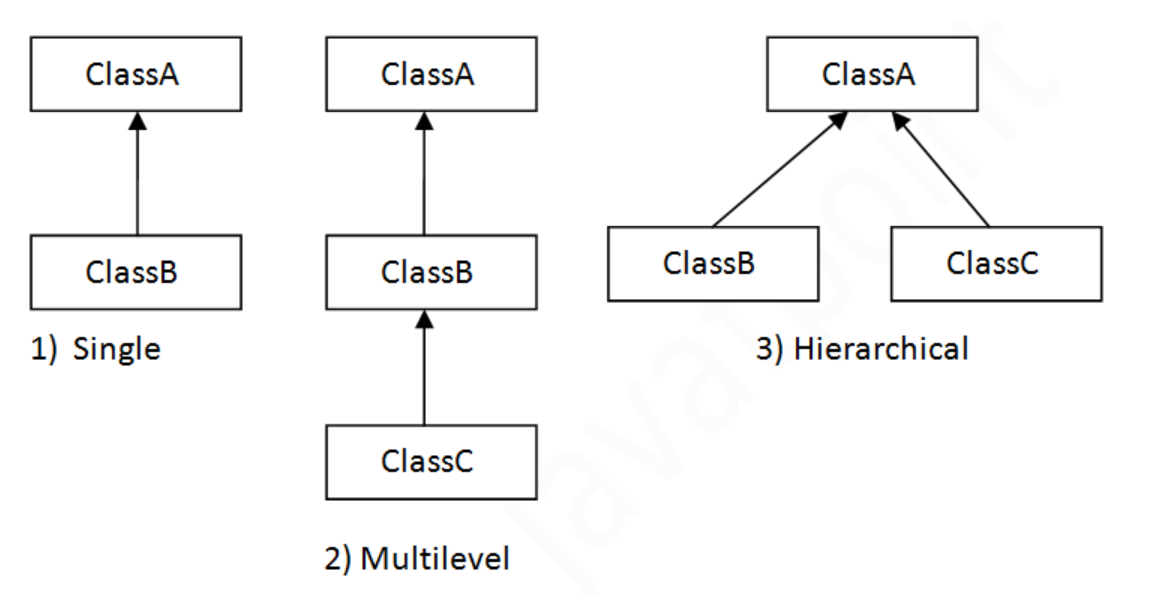 ClassA
ClassB
1) Single
ClassA
ClassB
ClassC
2) Multilevel
ClassA
ClassB
ClassC
3) Hierarchical